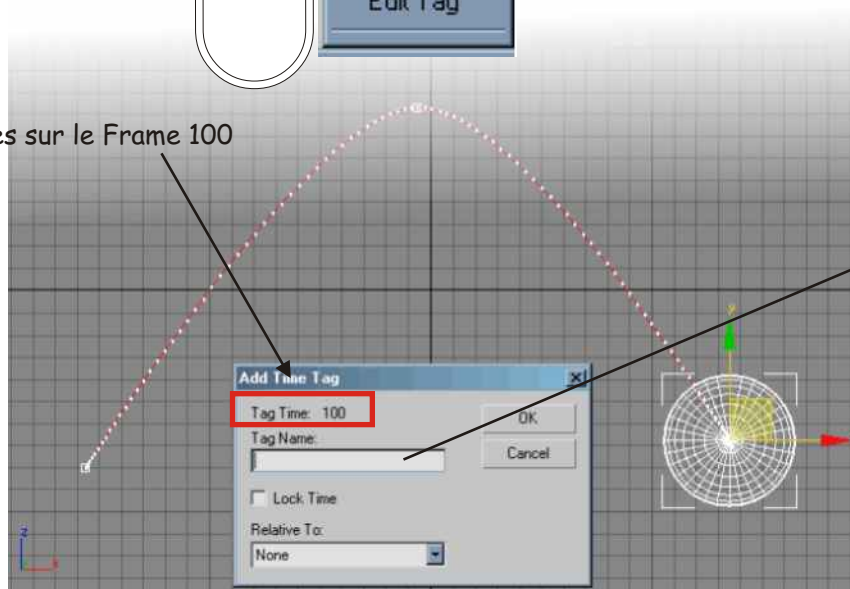 Edit Tag
es sur le Frame 100
y
Add Time Tag
Tag Time: 100
OK
Tag Name:
Cancel
Lock Time
Relative To:
None
z
x